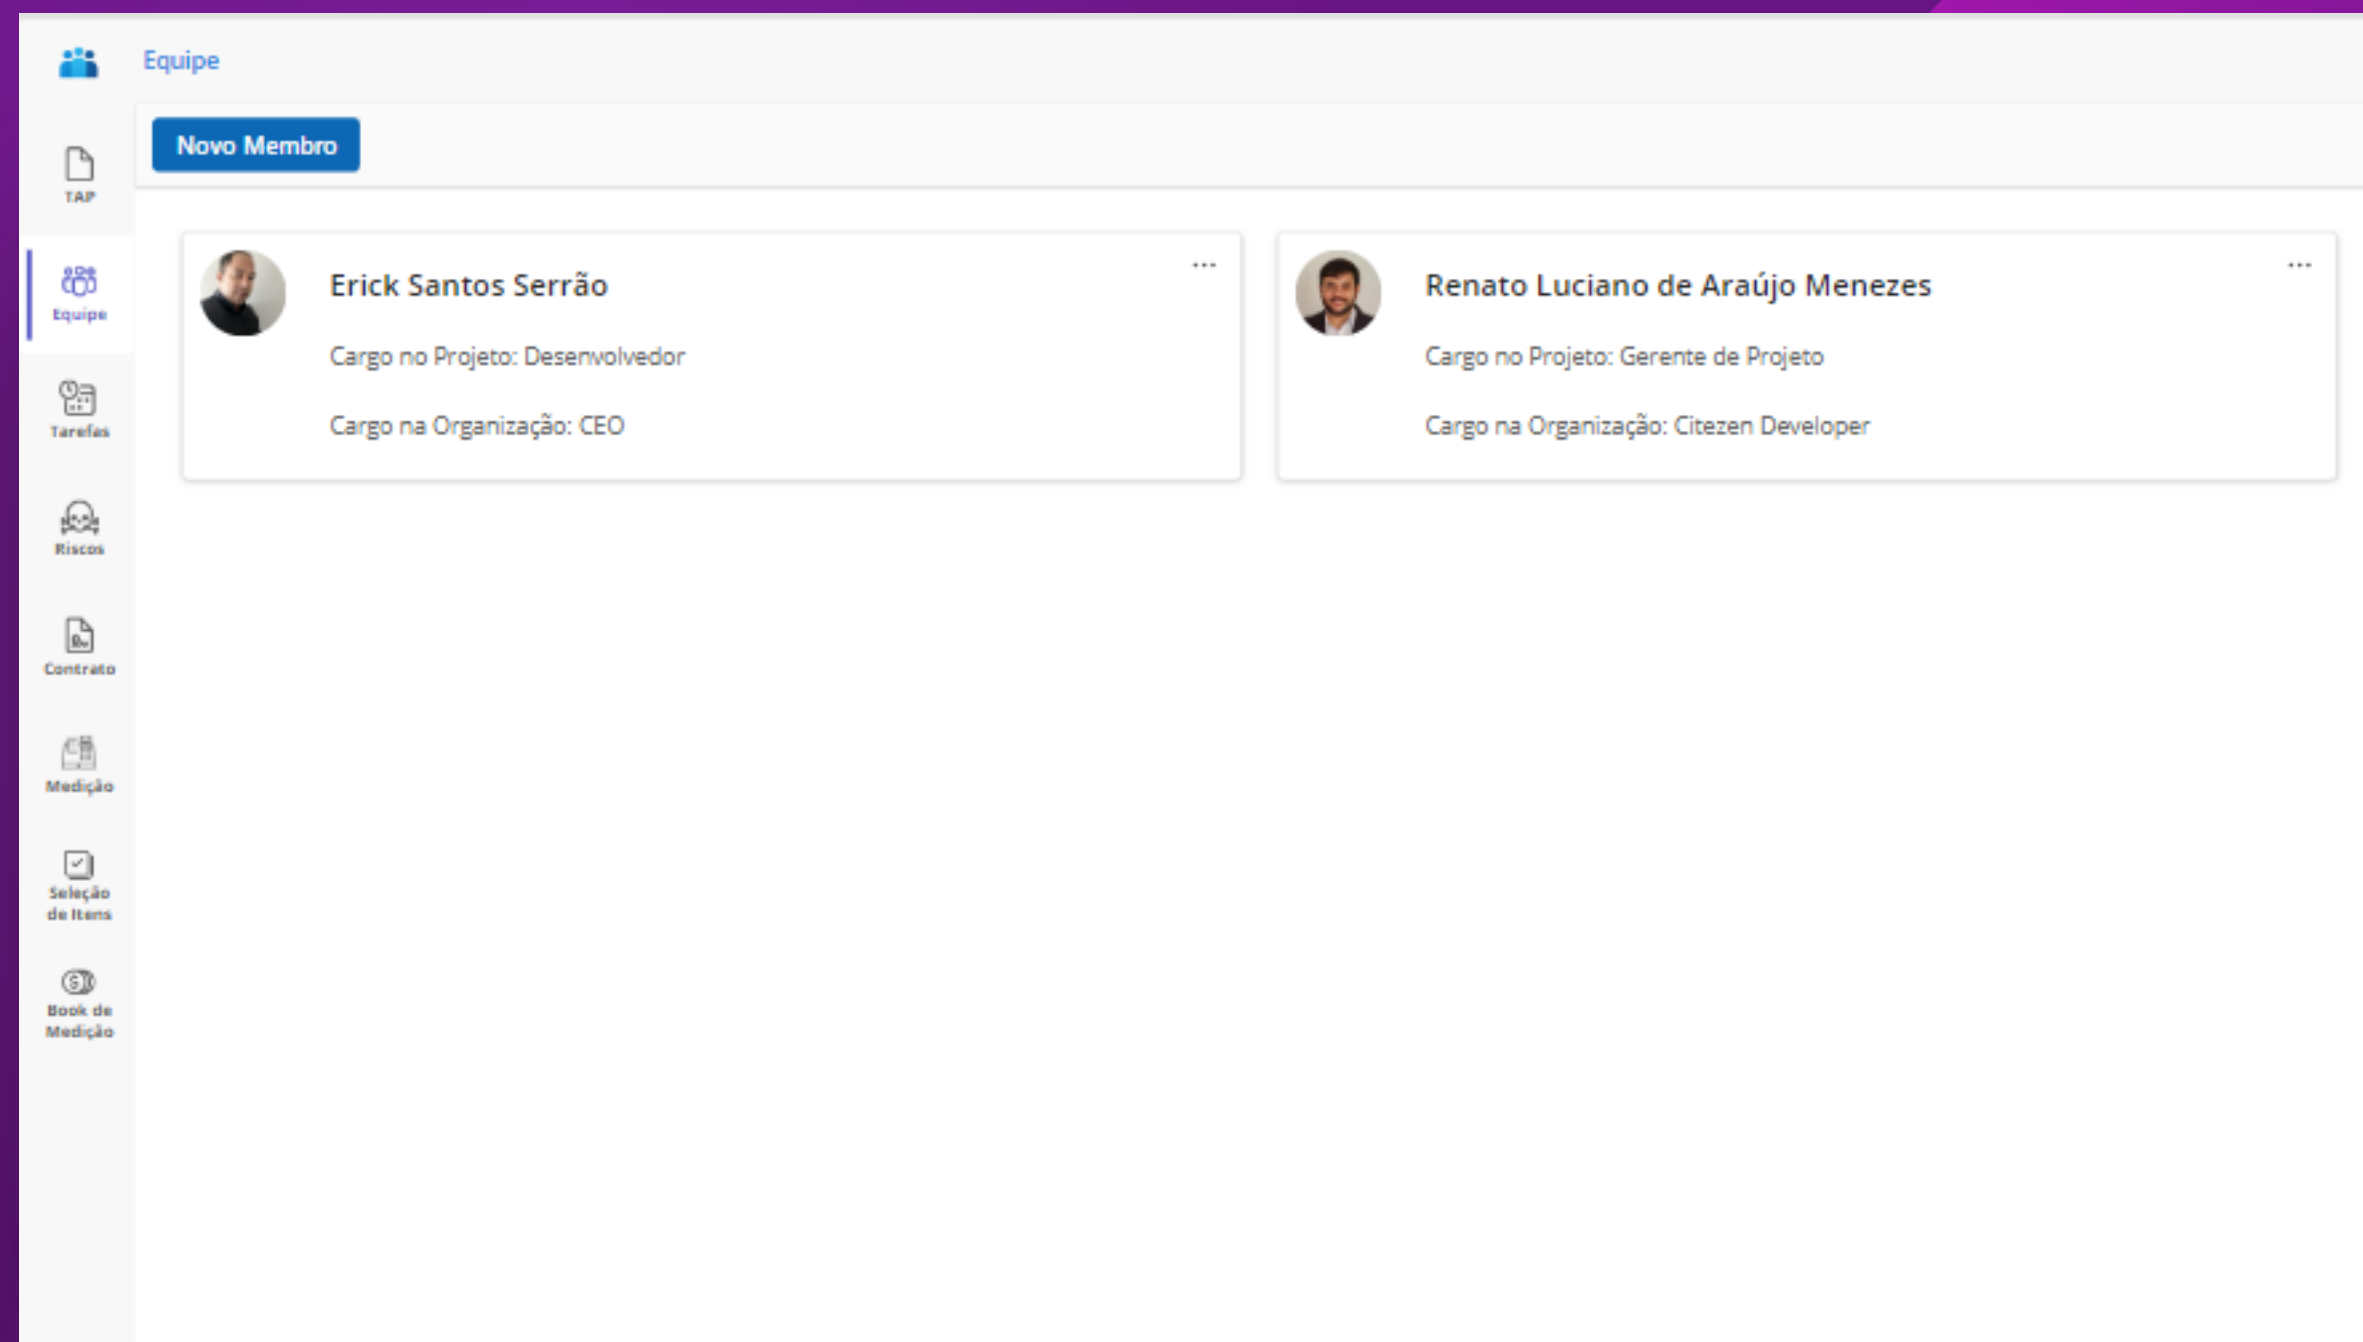 Equipe
Novo Membro
TAP
Equipe
Tarefas
Riscos
Contrato
Medição
Seleção
de Itens
Book de
Medição
Erick Santos Serrão
Cargo no Projeto: Desenvolvedor
Cargo na Organização: CEO
Renato Luciano de Araújo Menezes
Cargo no Projeto: Gerente de Projeto
Cargo na Organização: Citezen Developer